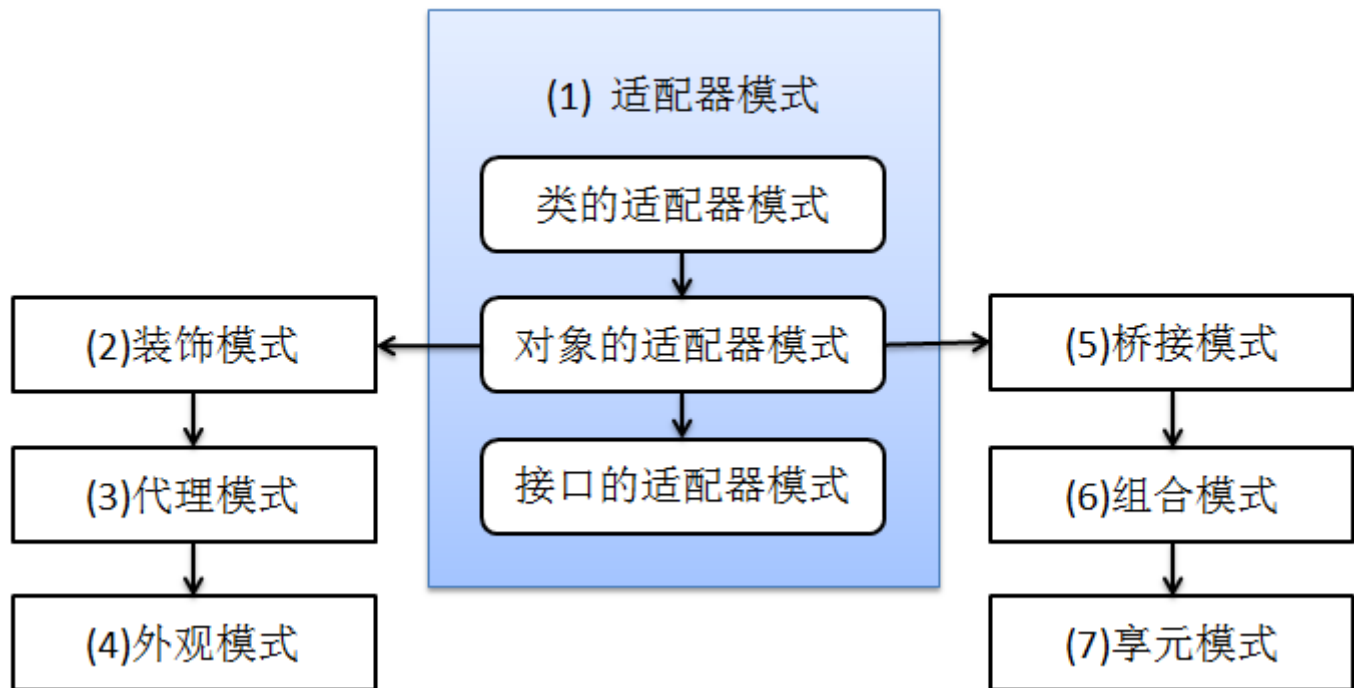 (1) 适配器模式
类的适配器模式
(2)装饰模式
对象的适配器模式
(5)桥接模式
(3)代理模式
接口的适配器模式
(6)组合模式
(4)外观模式
(7)享元模式